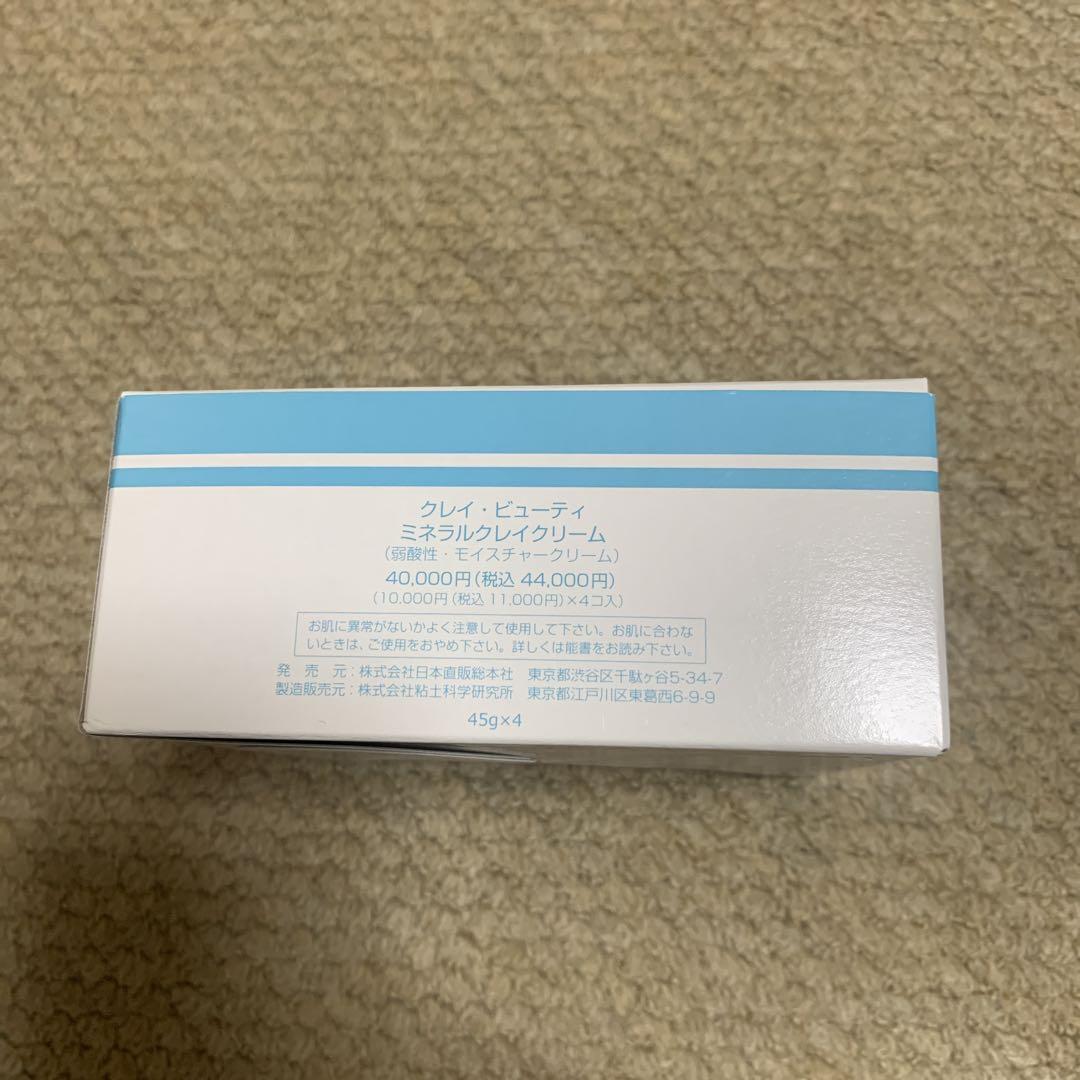 クレイ・ビューティ
ミネラルクレイクリーム
(弱酸性・モイスチャークリーム)
40,000円(税込 44,000円)
(10,000円(税込 11,000円)×4コ入)
お肌に異常がないかよく注意して使用して下さい。お肌に合わな
いときは、ご使用をおやめ下さい。詳しくは能書をお読み下さい。
発 売 元:株式会社日本直販総本社 東京都渋谷区千駄ヶ谷5-34-7
製造販売元:株式会社粘土科学研究所 東京都江戸川区東葛西6-9-9
45g×4